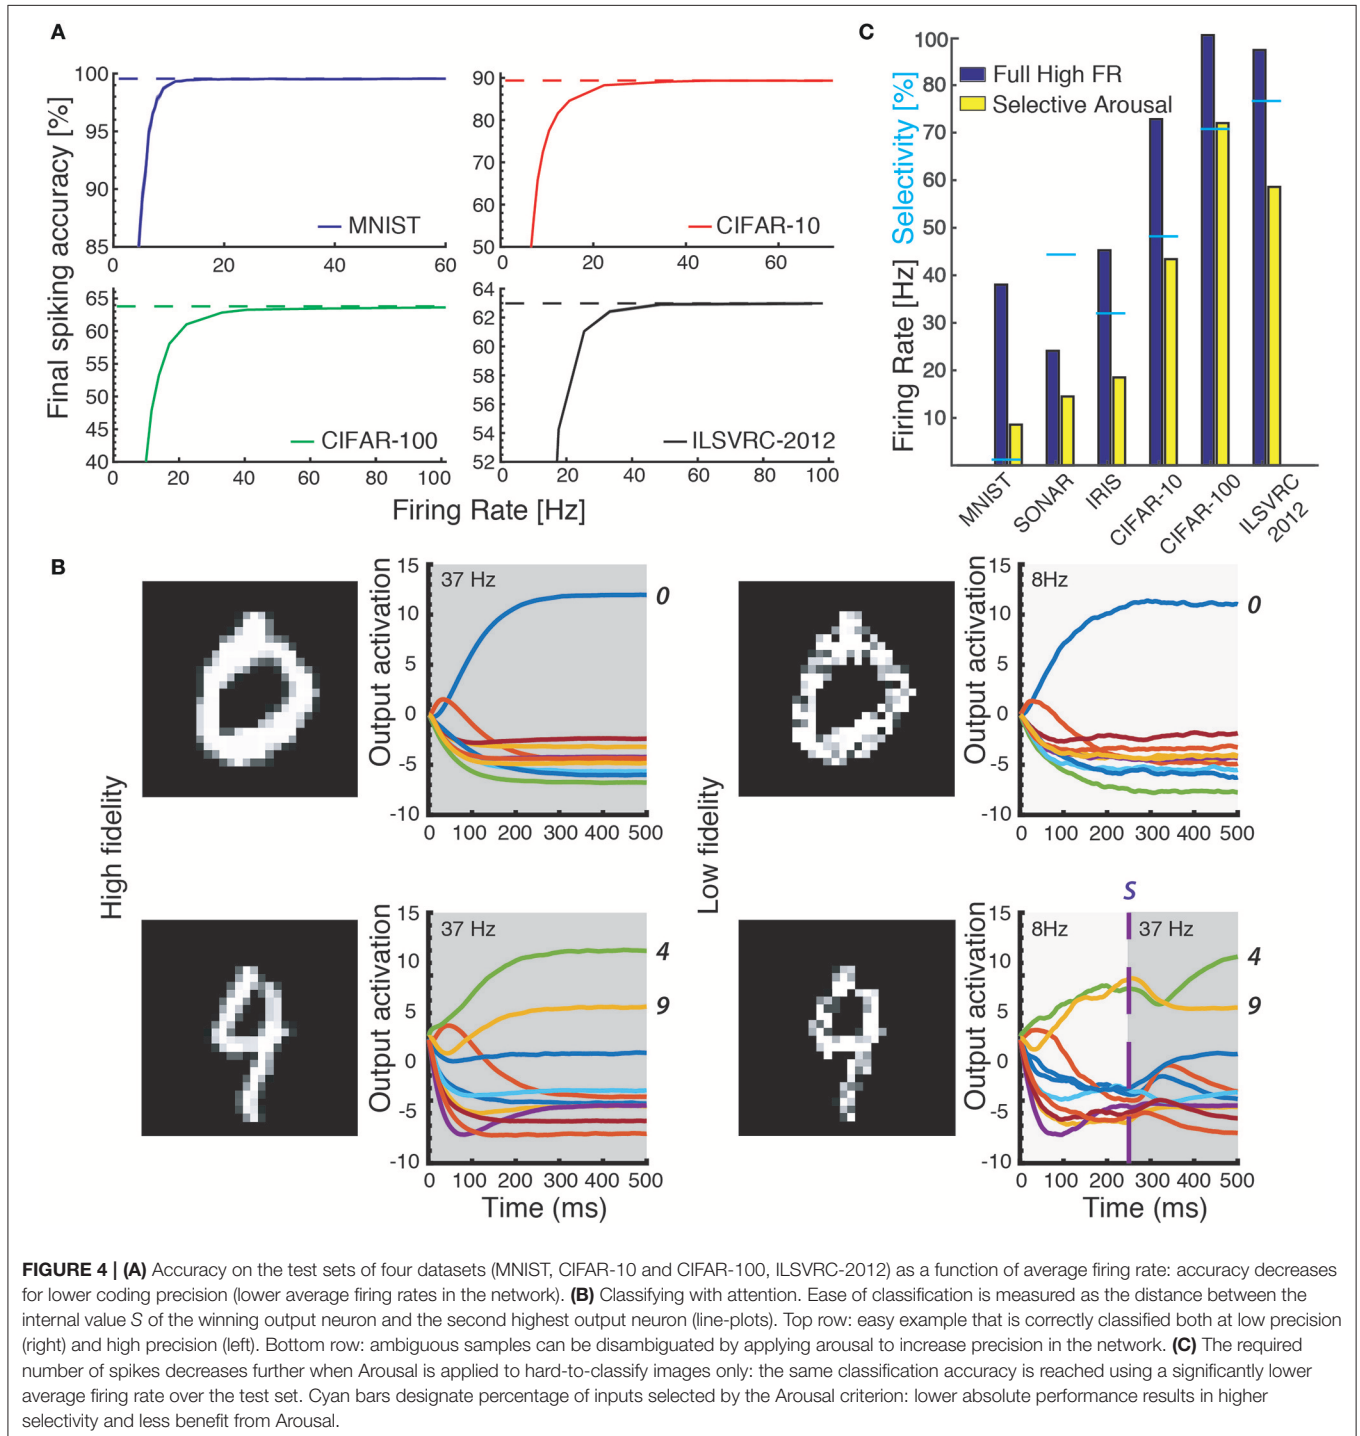 A
Final spiking accuracy [%]
100
95
90
85
0
20
40
60
MNIST
90
80
70
60
50
0
20
40
60
CIFAR-10
65
60
55
50
45
40
0
20
40
60
80
100
CIFAR-100
64
62
60
58
56
54
52
0
20
40
60
80
100
ILSVRC-2012
Firing Rate [Hz]
C
Firing Rate [Hz] Selectivity [%]
100
80
70
60
50
40
30
20
10
Full High FR
Selective Arousal
MNIST
SONAR
IRIS
CIFAR-10
CIFAR-100
ILSVRC
2012
B
High fidelity
Output activation
15
10
5
0
-5
-10
37 Hz
0
0 100 200 300 400 500
Low fidelity
Output activation
15
10
5
0
-5
-10
8Hz
0
0 100 200 300 400 500
Output activation
15
10
5
0
-5
-10
37 Hz
4
9
0 100 200 300 400 500
Time (ms)
S
Output activation
15
10
5
0
-5
-10
8Hz
37 Hz
4
9
0 100 200 300 400 500
Time (ms)
FIGURE 4 | (A) Accuracy on the test sets of four datasets (MNIST, CIFAR-10 and CIFAR-100, ILSVRC-2012) as a function of average firing rate: accuracy decreases
for lower coding precision (lower average firing rates in the network). (B) Classifying with attention. Ease of classification is measured as the distance between the
internal value S of the winning output neuron and the second highest output neuron (line-plots). Top row: easy example that is correctly classified both at low precision
(right) and high precision (left). Bottom row: ambiguous samples can be disambiguated by applying arousal to increase precision in the network. (C) The required
number of spikes decreases further when Arousal is applied to hard-to-classify images only: the same classification accuracy is reached using a significantly lower
average firing rate over the test set. Cyan bars designate percentage of inputs selected by the Arousal criterion: lower absolute performance results in higher
selectivity and less benefit from Arousal.